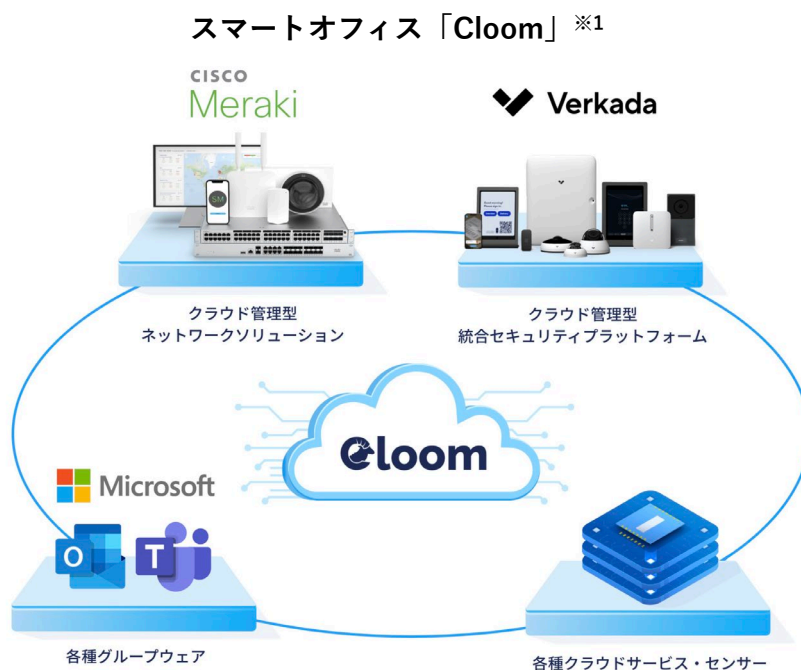 スマートオフィス「Cloom」※1
CISCO
Meraki
Verkada
SM
クラウド管理型
ネットワークソリューション
クラウド管理型
統合セキュリティプラットフォーム
Cloom
Microsoft
O
T
各種グループウェア
各種クラウドサービス・センサー